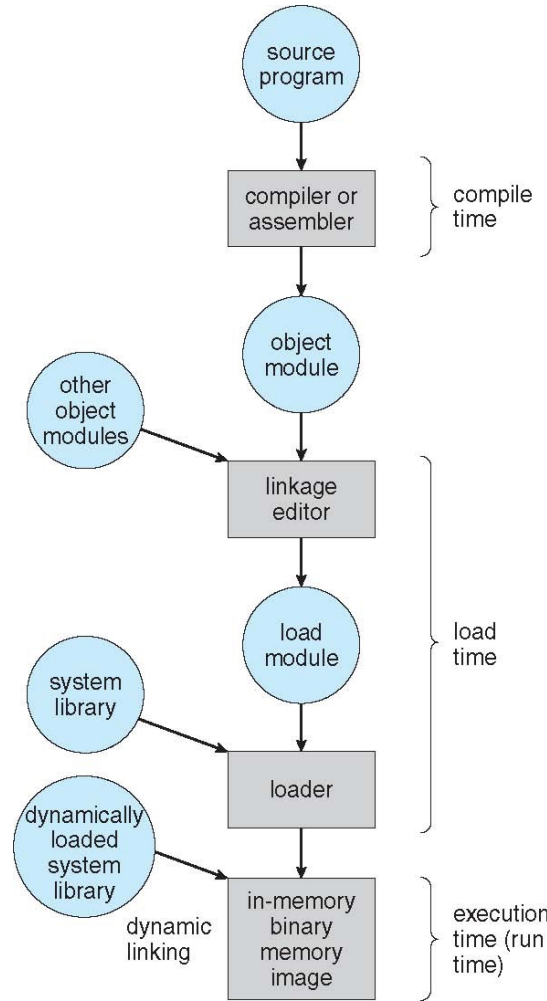 source
program
compiler or
assembler
compile
time
object
module
other
object
modules
linkage
editor
load
module
load
time
system
library
loader
dynamically
loaded
system
library
dynamic
linking
in-memory
binary
memory
image
execution
time (run
time)